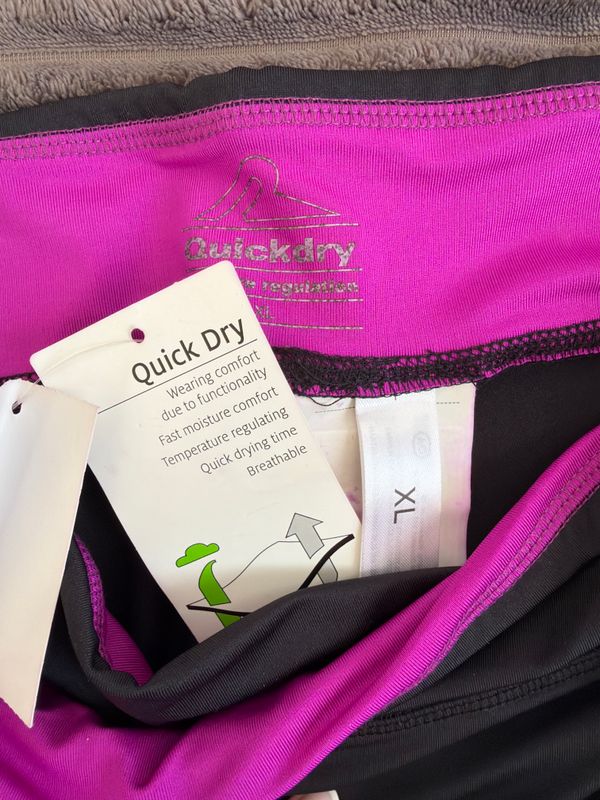 Quickdry
regulation
XL
Quick Dry
Wearing comfort
due to functionality
Fast moisture comfort
Temperature regulating
Quick drying time
Breathable
XL